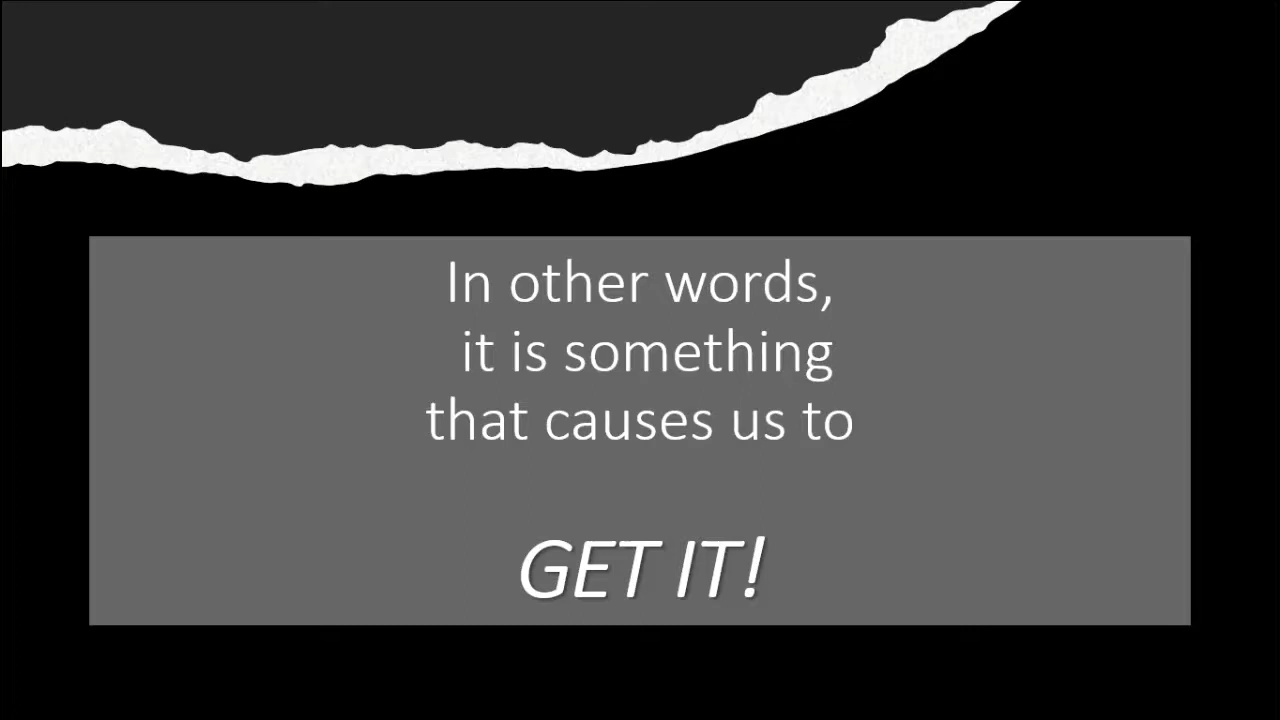 In other words,
it is something
that causes us to
GET IT!